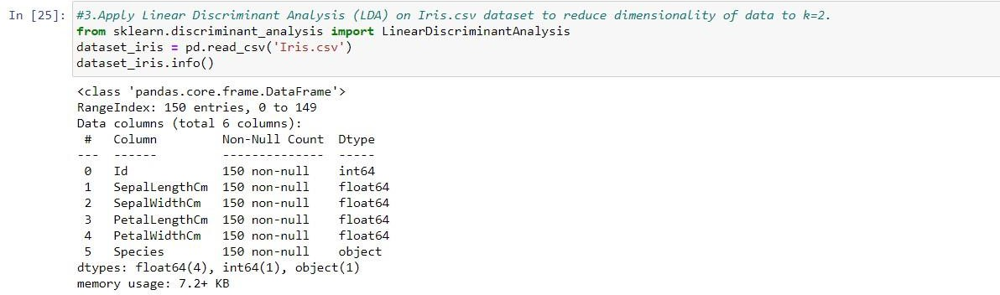 In [25]: #3.Apply Linear Discriminant Analysis (LDA) on Iris.csv dataset to reduce dimensionality of data to k=2.
from sklearn.discriminant_analysis import LinearDiscriminantAnalysis
dataset_iris = pd.read_csv('Iris.csv')
dataset_iris.info()
<class 'pandas.core.frame.DataFrame'>
RangeIndex: 150 entries, 0 to 149
Data columns (total 6 columns):
 #   Column         Non-Null Count  Dtype
---  ------         --------------  -----
 0   Id             150 non-null    int64
 1   SepalLengthCm  150 non-null    float64
 2   SepalWidthCm   150 non-null    float64
 3   PetalLengthCm  150 non-null    float64
 4   PetalWidthCm   150 non-null    float64
 5   Species        150 non-null    object
dtypes: float64(4), int64(1), object(1)
memory usage: 7.2+ KB